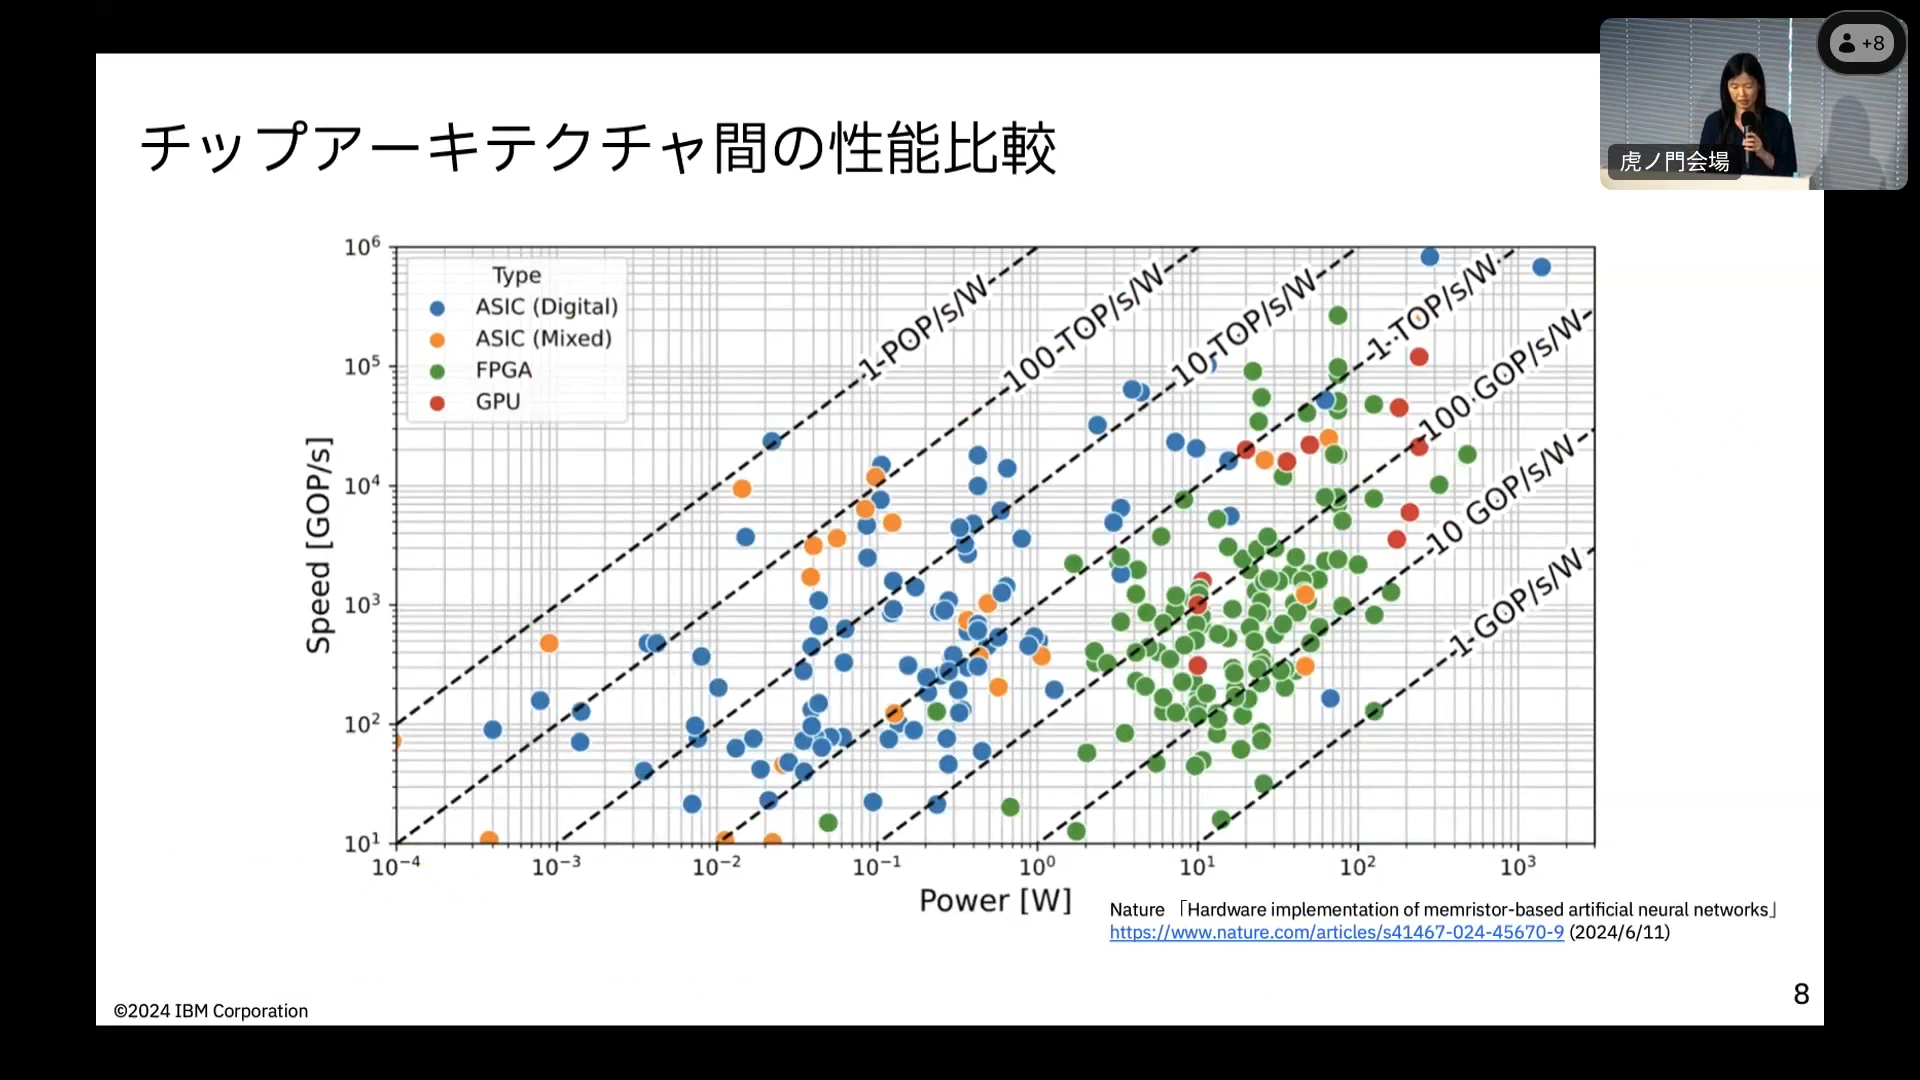 +8
虎ノ門会場
チップアーキテクチャ間の性能比較
Type
ASIC (Digital)
ASIC (Mixed)
FPGA
GPU
1 POP/s/W
100 TOP/s/W
10 TOP/s/W
1 TOP/s/W
100 GOP/s/W
10 GOP/s/W
1 GOP/s/W
Speed [GOP/s]
10⁶
10⁵
10⁴
10³
10²
10¹
10⁻⁴ 10⁻³ 10⁻² 10⁻¹ 10⁰ 10¹ 10² 10³
Power [W]
Nature 「Hardware implementation of memristor-based artificial neural networks」
https://www.nature.com/articles/s41467-024-45670-9 (2024/6/11)
©2024 IBM Corporation
8